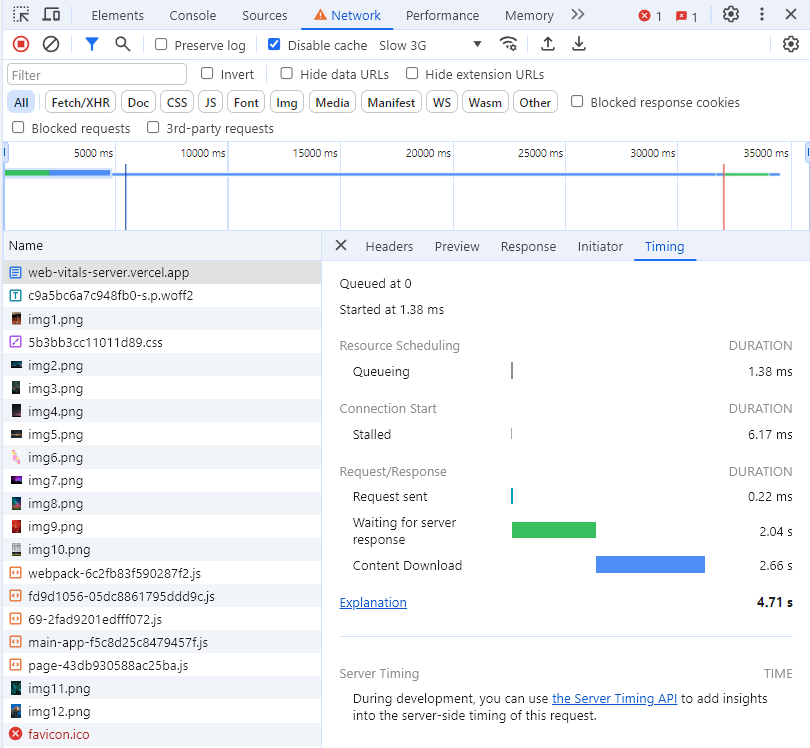 Elements Console Sources Network Performance Memory 1 1
Preserve log Disable cache Slow 3G
Filter Invert Hide data URLs Hide extension URLs
All Fetch/XHR Doc CSS JS Font Img Media Manifest WS Wasm Other Blocked response cookies
Blocked requests 3rd-party requests
5000 ms 10000 ms 15000 ms 20000 ms 25000 ms 30000 ms 35000 ms
Name
web-vitals-server.vercel.app
c9a5bc6a7c948fb0-s.p.woff2
img1.png
5b3bb3cc11011d89.css
img2.png
img3.png
img4.png
img5.png
img6.png
img7.png
img8.png
img9.png
img10.png
webpack-6c2fb83f590287f2.js
fd9d1056-05dc8861795ddd9c.js
69-2fad9201edfff072.js
main-app-f5c8d25c8479457f.js
page-43db930588ac25ba.js
img11.png
img12.png
favicon.ico
Headers Preview Response Initiator Timing
Queued at 0
Started at 1.38 ms
Resource Scheduling DURATION
Queueing 1.38 ms
Connection Start DURATION
Stalled 6.17 ms
Request/Response DURATION
Request sent 0.22 ms
Waiting for server
response 2.04 s
Content Download 2.66 s
Explanation 4.71 s
Server Timing TIME
During development, you can use the Server Timing API to add insights
into the server-side timing of this request.